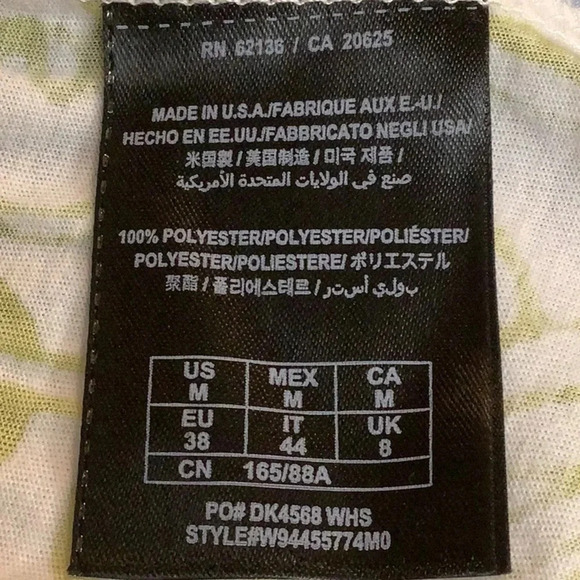 RN 62136 / CA 20625
MADE IN U.S.A./FABRIQUE AUX E.-U./
HECHO EN EE.UU./FABBRICATO NEGLI USA/
米国製 / 美国制造 / 미국 제품 /
صنع في الولايات المتحدة الأمريكية
100% POLYESTER/POLYESTER/POLIÉSTER/
POLYESTER/POLIESTERE/ ポリエステル
聚酯 / 폴리에스테르 / بولي أستر/
US MEX CA
M M M
EU IT UK
38 44 8
CN 165/88A
PO# DK4568 WHS
STYLE#W94455774M0